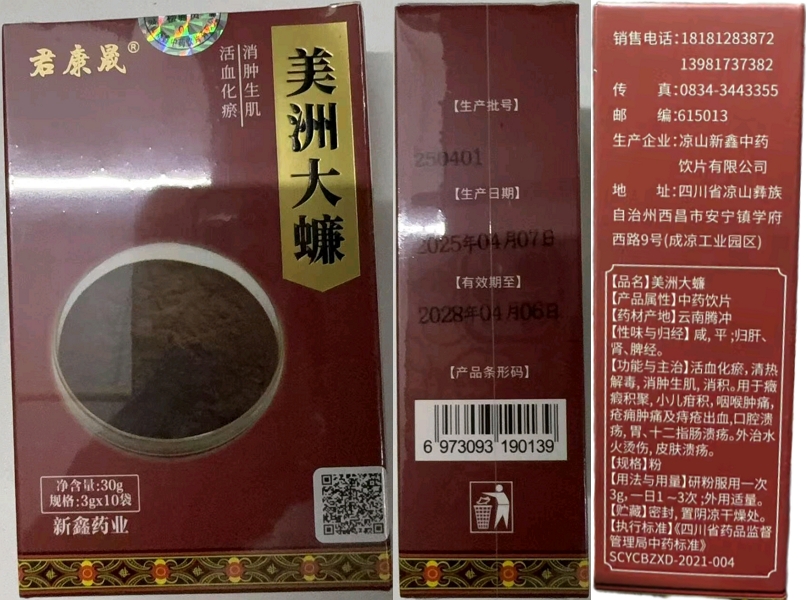 君康晟®
消肿生肌
活血化瘀
美洲大蠊
净含量:30g
规格:3gx10袋
新鑫药业
【生产批号】
250401
【生产日期】
2025年04月07日
【有效期至】
2028年04月06日
【产品条形码】
6 973093 190139
销售电话:18181283872
13981737382
传 真:0834-3443355
邮 编:615013
生产企业:凉山新鑫中药
饮片有限公司
地 址:四川省凉山彝族
自治州西昌市安宁镇学府
西路9号(成凉工业园区)
【品名】美洲大蠊
【产品属性】中药饮片
【药材产地】云南腾冲
【性味与归经】咸,平;归肝、
肾、脾经。
【功能与主治】活血化瘀,清热
解毒,消肿生肌,消积。用于癥
瘕积聚,小儿疳积,咽喉肿痛,
疮痈肿痛及痔疮出血,口腔溃
疡,胃、十二指肠溃疡。外治水
火烫伤,皮肤溃疡。
【规格】粉
【用法与用量】研粉服用一次
3g,一日1~3次;外用适量。
【贮藏】密封,置阴凉干燥处。
【执行标准】《四川省药品监督
管理局中药标准》
SCYCBZXD-2021-004